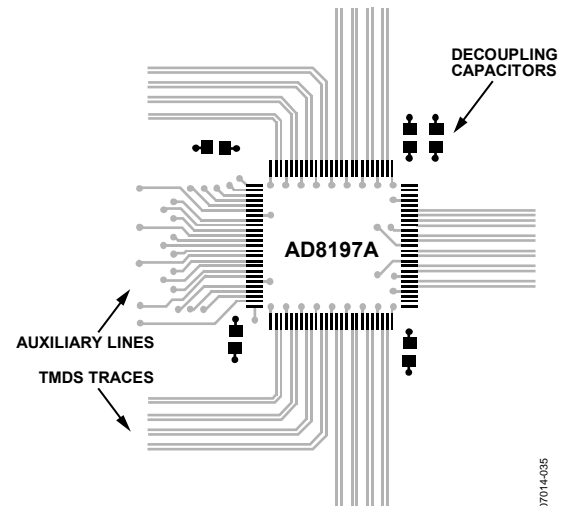 DECOUPLING
CAPACITORS
AD8197A
AUXILIARY LINES
TMDS TRACES
07014-035